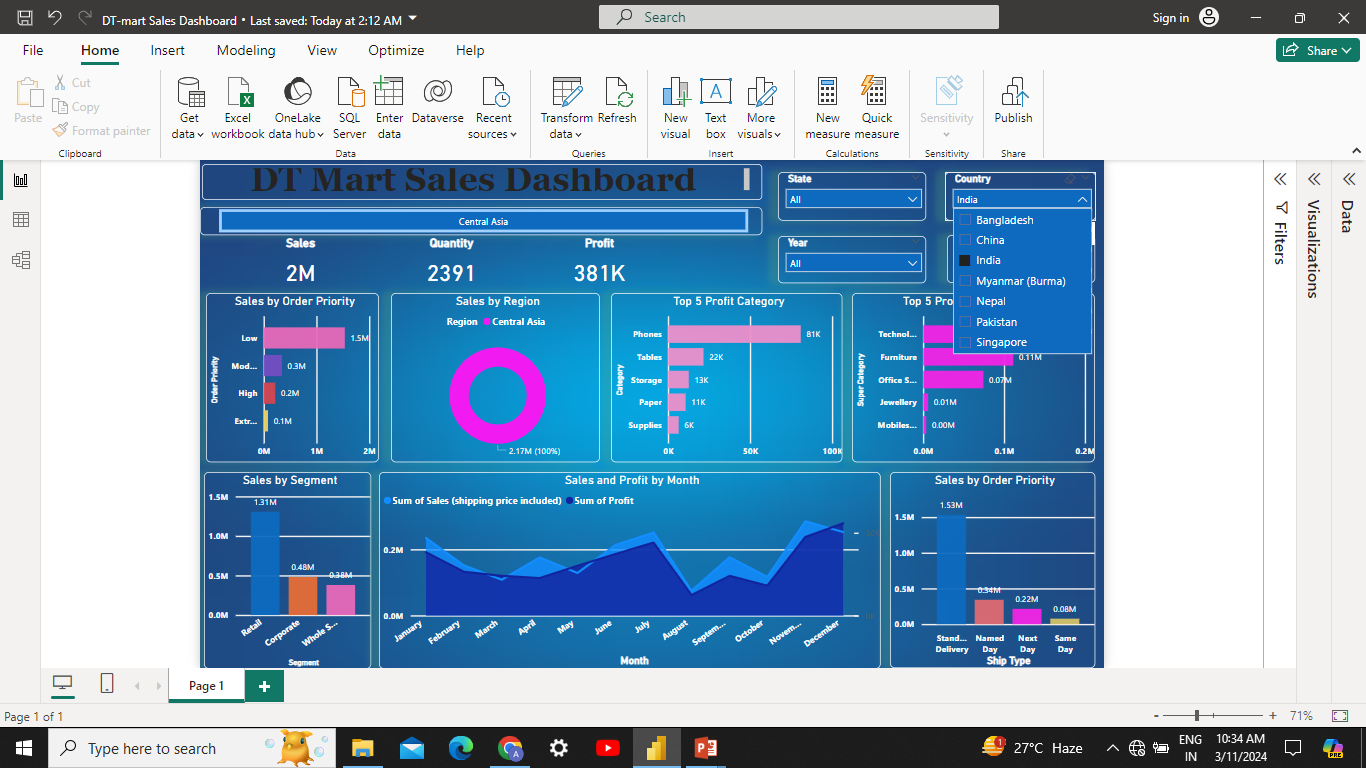 DT-mart Sales Dashboard • Last saved: Today at 2:12 AM
Search
Sign in
File Home Insert Modeling View Optimize Help
Share
Paste
Cut
Copy
Format painter
Get data
Excel workbook
OneLake data hub
SQL Server
Enter data
Dataverse
Recent sources
Transform data
Refresh
New visual
Text box
More visuals
New measure
Quick measure
Sensitivity
Publish
Clipboard Data Queries Insert Calculations Sensitivity Share
DT Mart Sales Dashboard
Central Asia
State
All
Country
India
Bangladesh
China
India
Myanmar (Burma)
Nepal
Pakistan
Singapore
Year
All
Sales Quantity Profit
2M 2391 381K
Sales by Order Priority
Order Priority
Low 1.5M
Mod... 0.3M
High 0.2M
Extr... 0.1M
0M 1M 2M
Sales by Region
Region Central Asia
2.17M (100%)
Top 5 Profit Category
Category
Phones 81K
Tables 22K
Storage 13K
Paper 11K
Supplies 6K
0K 50K 100K
Top 5 Pro
Super Category
Technol...
Furniture 0.11M
Office S... 0.07M
Jewellery 0.01M
Mobiles... 0.00M
0.0M 0.1M 0.2M
Sales by Segment
1.5M
1.0M
0.5M
0.0M
1.31M
0.48M
0.38M
Retail Corporate Whole S...
Segment
Sales and Profit by Month
Sum of Sales (shipping price included) Sum of Profit
0.2M
0.0M
January February March April May June July August Septem... October Novem... December
Month
Sales by Order Priority
1.5M
1.0M
0.5M
0.0M
1.53M
0.34M
0.22M
0.08M
Stand... Delivery
Named Day
Next Day
Same Day
Ship Type
Filters
Visualizations
Data
Page 1
Page 1 of 1
71%
Type here to search
1
27°C Haze
ENG
IN
10:34 AM
3/11/2024
PRE